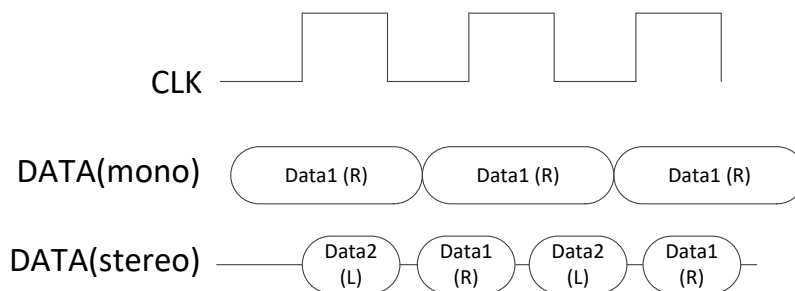 CLK
DATA(mono)
Data1 (R)
Data1 (R)
Data1 (R)
DATA(stereo)
Data2
(L)
Data1
(R)
Data2
(L)
Data1
(R)